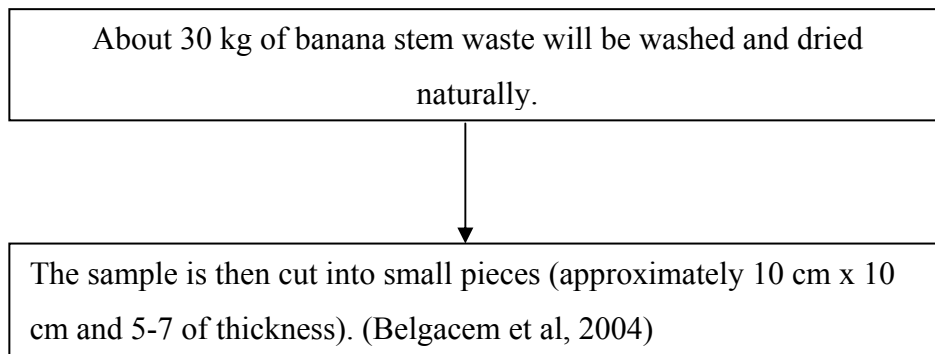 About 30 kg of banana stem waste will be washed and dried
naturally.
The sample is then cut into small pieces (approximately 10 cm x 10
cm and 5-7 of thickness). (Belgacem et al, 2004)